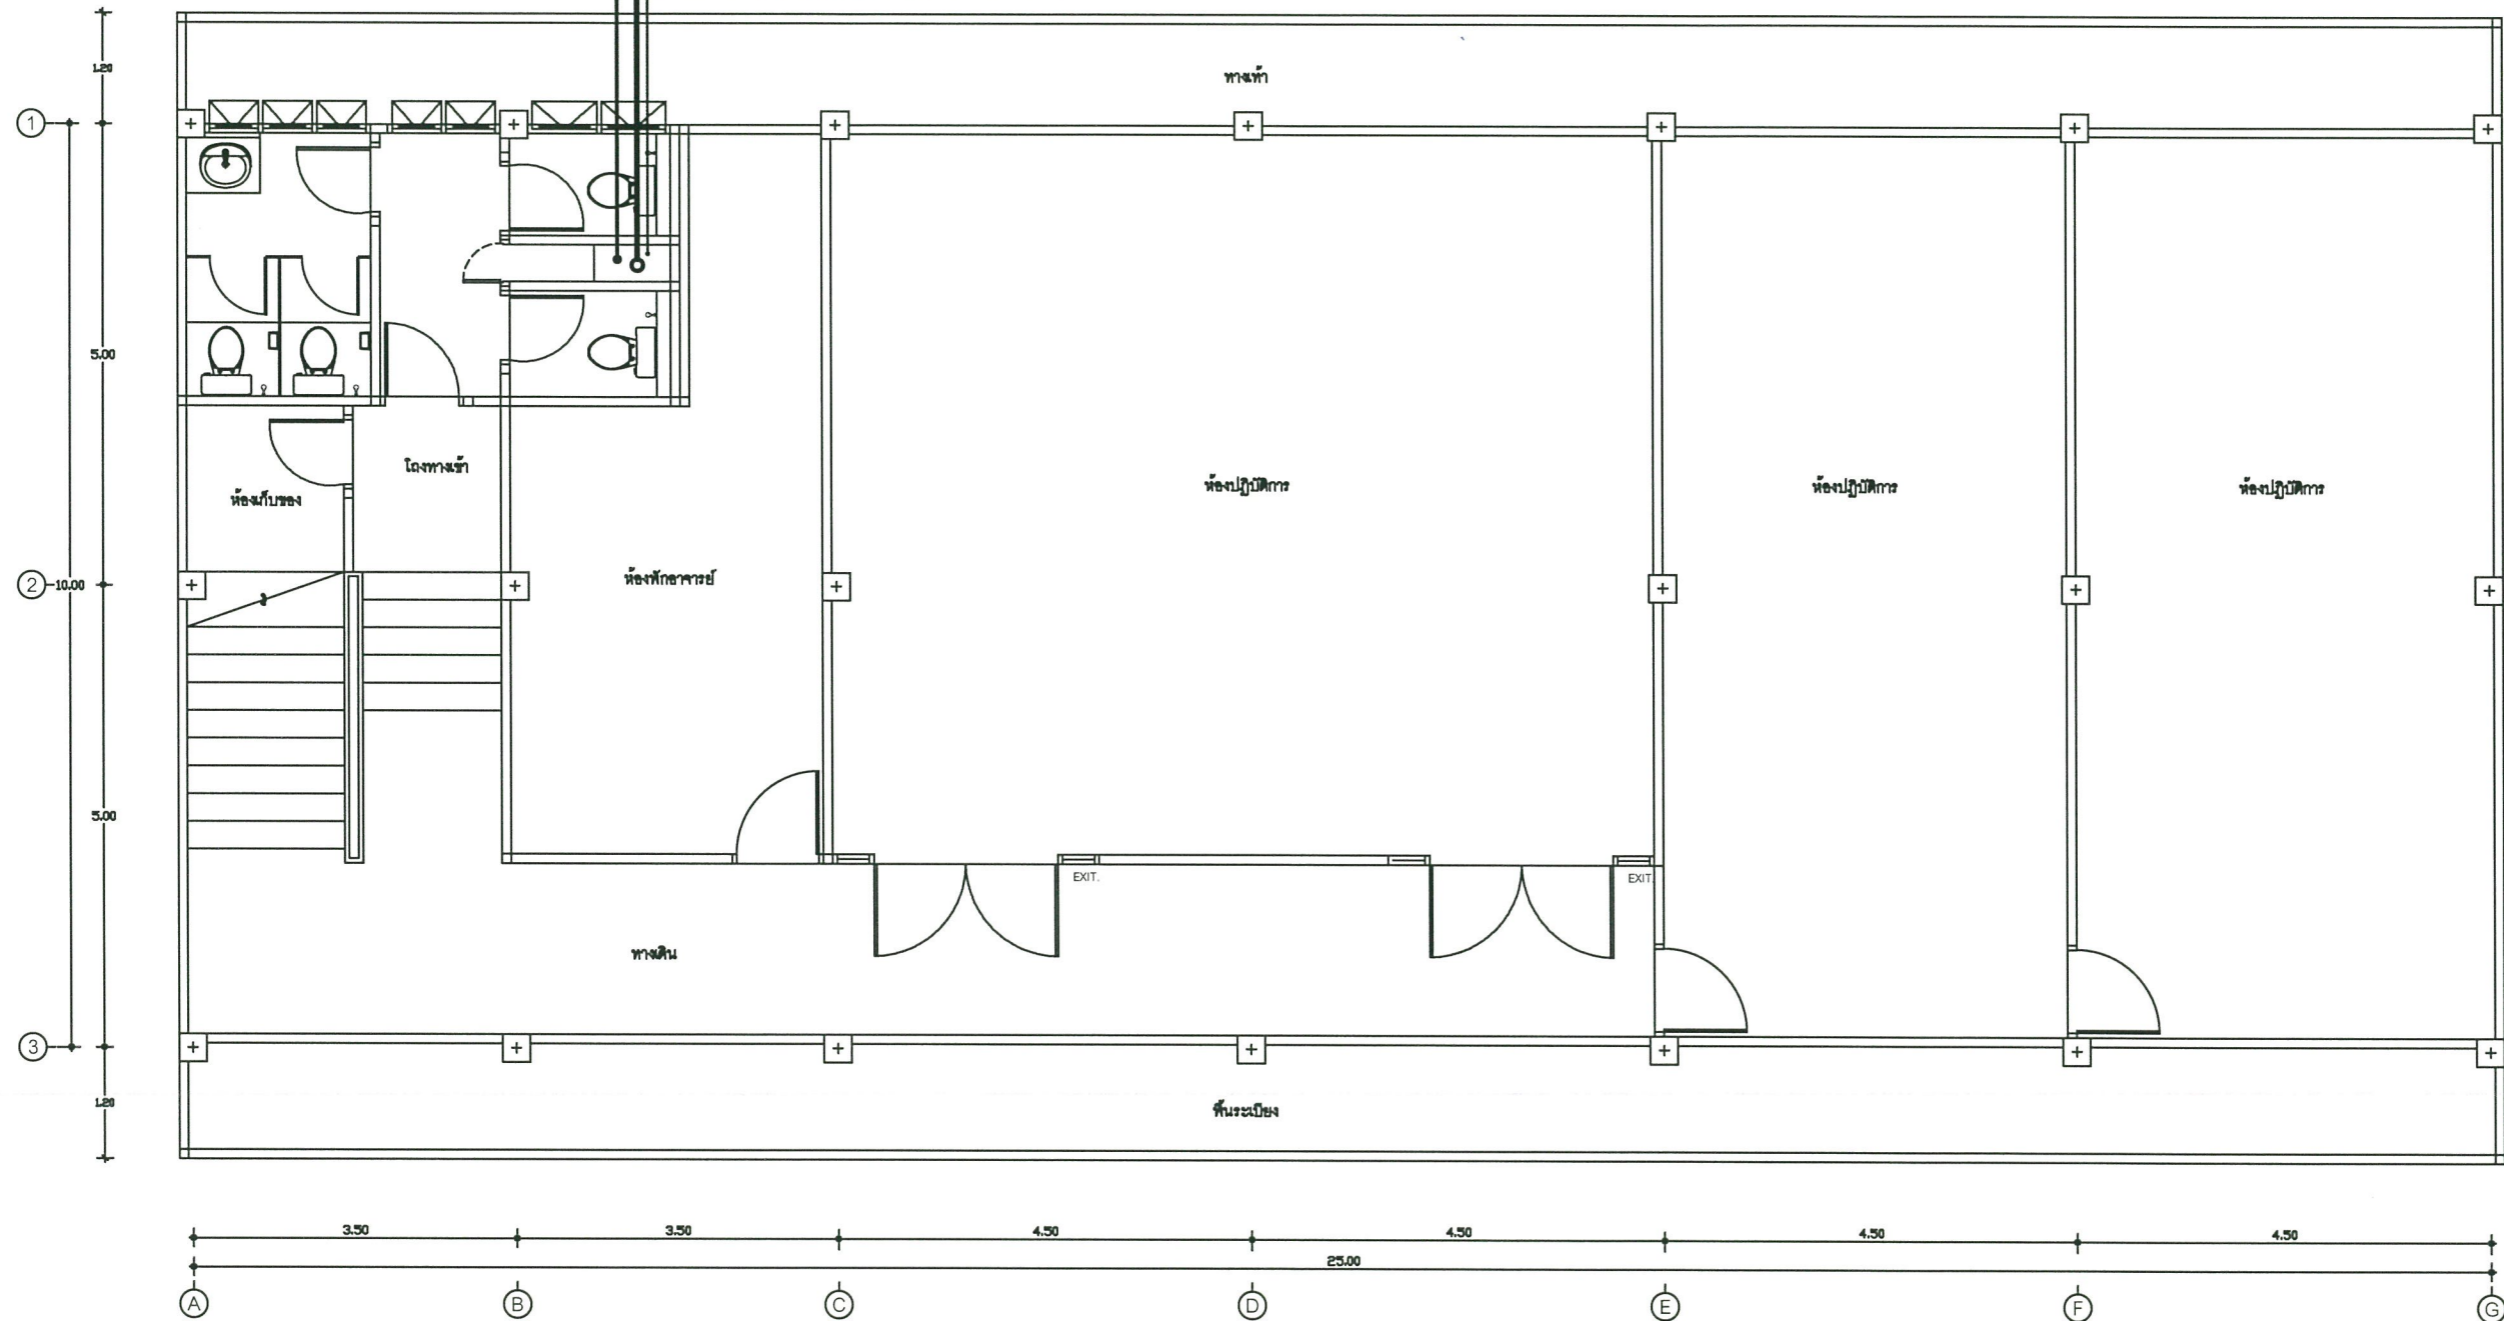 1.20
ทางเท้า
1
5.00
โถงทางเข้า
ห้องเก็บของ
ห้องปฏิบัติการ
ห้องปฏิบัติการ
ห้องปฏิบัติการ
ห้องพักอาจารย์
2
10.00
5.00
EXIT.
EXIT.
ทางเดิน
3
1.20
พื้นระเบียง
3.50
3.50
4.50
4.50
4.50
4.50
25.00
A
B
C
D
E
F
G